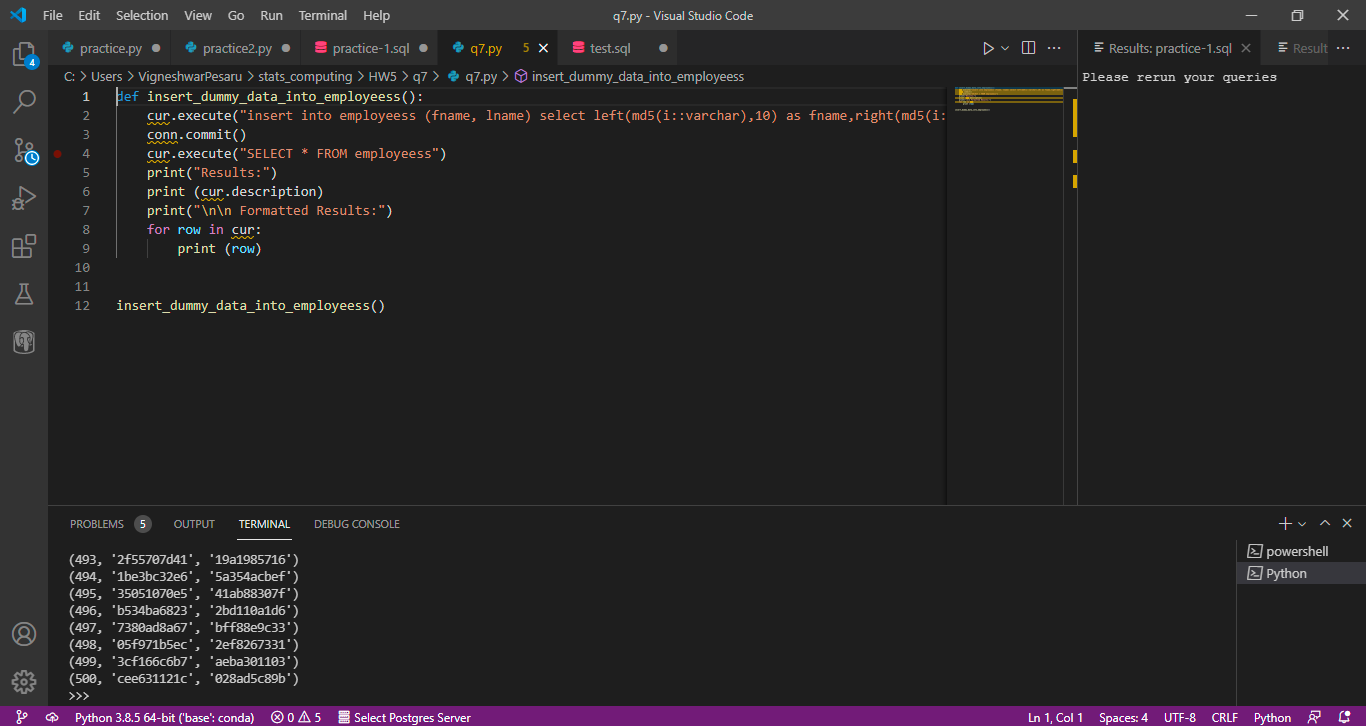 File Edit Selection View Go Run Terminal Help q7.py - Visual Studio Code
practice.py practice2.py practice-1.sql q7.py 5 test.sql Results: practice-1.sql Result
4
C: > Users > VigneshwarPesaru > stats_computing > HW5 > q7 > q7.py > insert_dummy_data_into_employeess
Please rerun your queries
1 def insert_dummy_data_into_employeess():
2 cur.execute("insert into employeess (fname, lname) select left(md5(i::varchar),10) as fname,right(md5(i:
3 conn.commit()
4 cur.execute("SELECT * FROM employeess")
5 print("Results:")
6 print (cur.description)
7 print("\n\n Formatted Results:")
8 for row in cur:
9 print (row)
10
11
12 insert_dummy_data_into_employeess()
PROBLEMS 5 OUTPUT TERMINAL DEBUG CONSOLE
(493, '2f55707d41', '19a1985716')
(494, '1be3bc32e6', '5a354acbef')
(495, '35051070e5', '41ab88307f')
(496, 'b534ba6823', '2bd110a1d6')
(497, '7380ad8a67', 'bff88e9c33')
(498, '05f971b5ec', '2ef8267331')
(499, '3cf166c6b7', 'aeba301103')
(500, 'cee631121c', '028ad5c89b')
>>>
powershell
Python
Python 3.8.5 64-bit ('base': conda) 0 5 Select Postgres Server Ln 1, Col 1 Spaces: 4 UTF-8 CRLF Python